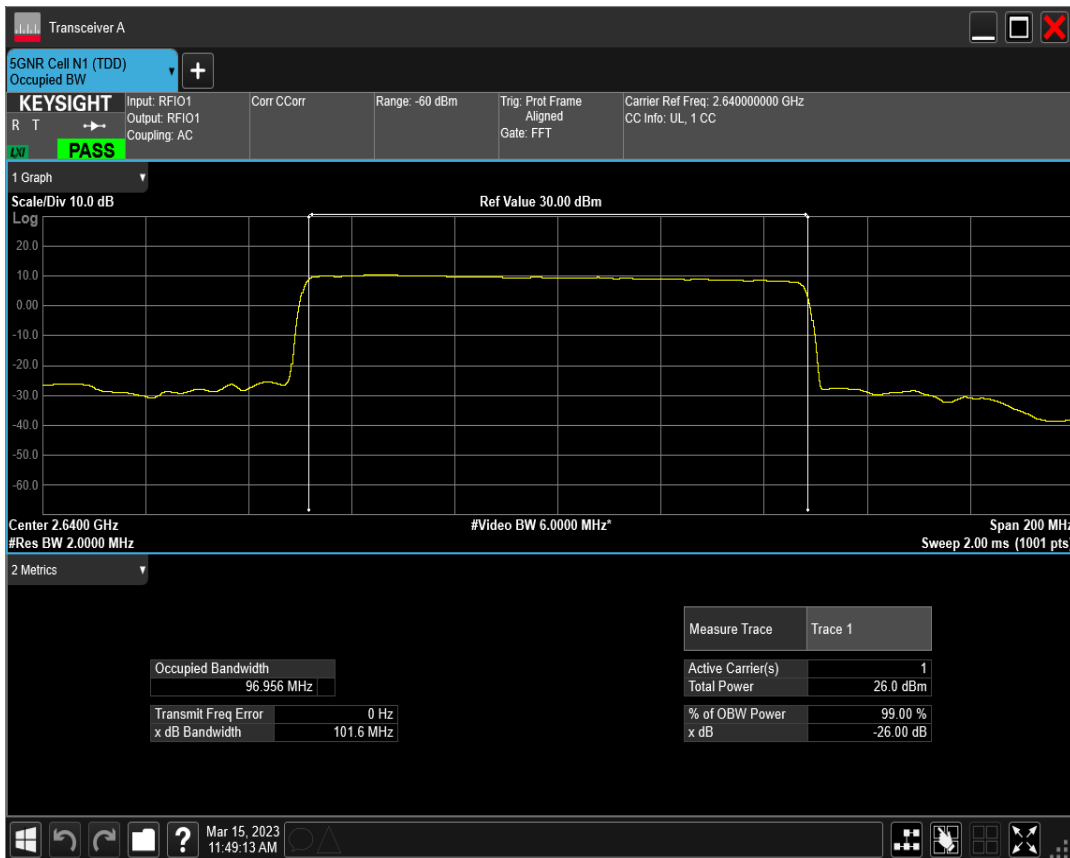 Transceiver A
5GNR Cell N1 (TDD)
Occupied BW
KEYSIGHT
R T
LXI
PASS
Input: RFIO1
Output: RFIO1
Coupling: AC
Corr CCorr
Range: -60 dBm
Trig: Prot Frame
Aligned
Gate: FFT
Carrier Ref Freq: 2.640000000 GHz
CC Info: UL, 1 CC
1 Graph
Scale/Div 10.0 dB
Ref Value 30.00 dBm
Log
20.0
10.0
0.00
-10.0
-20.0
-30.0
-40.0
-50.0
-60.0
Center 2.6400 GHz
#Video BW 6.0000 MHz*
Span 200 MHz
#Res BW 2.0000 MHz
Sweep 2.00 ms (1001 pts)
2 Metrics
Measure Trace Trace 1
Occupied Bandwidth
96.956 MHz
Active Carrier(s) 1
Total Power 26.0 dBm
Transmit Freq Error 0 Hz
x dB Bandwidth 101.6 MHz
% of OBW Power 99.00 %
x dB -26.00 dB
?
Mar 15, 2023
11:49:13 AM